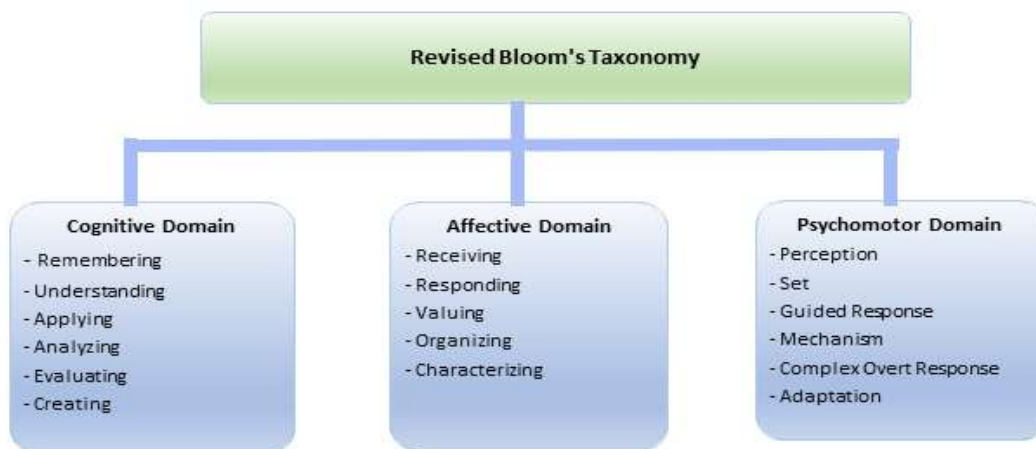 Revised Bloom's Taxonomy
Cognitive Domain
- Remembering
- Understanding
- Applying
- Analyzing
- Evaluating
- Creating
Affective Domain
- Receiving
- Responding
- Valuing
- Organizing
- Characterizing
Psychomotor Domain
- Perception
- Set
- Guided Response
- Mechanism
- Complex Overt Response
- Adaptation